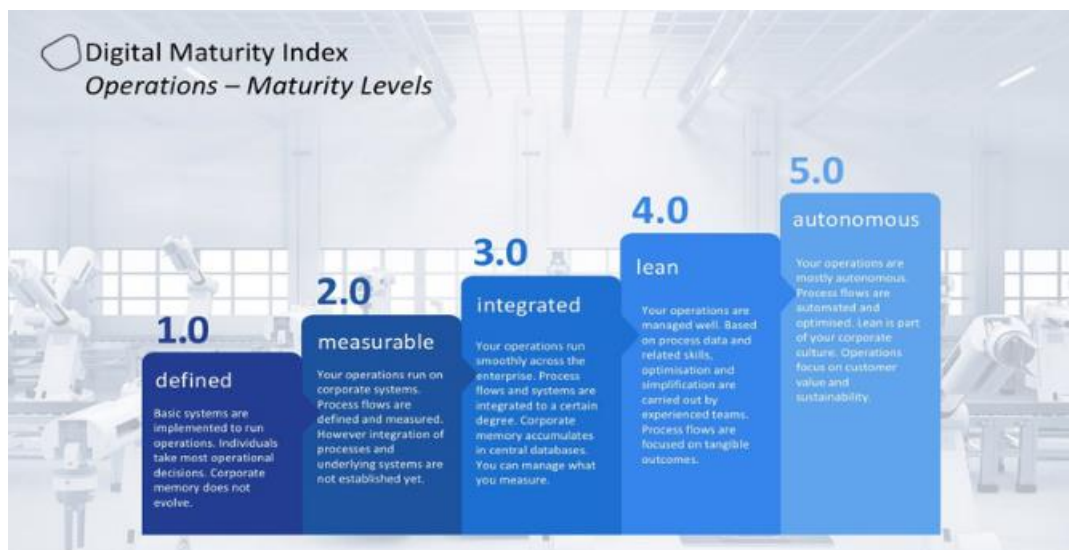 Digital Maturity Index
Operations – Maturity Levels
1.0
defined
Basic systems are
implemented to run
operations. Individuals
take most operational
decisions. Corporate
memory does not
evolve.
2.0
measurable
Your operations run on
corporate systems.
Process flows are
defined and measured.
However integration of
processes and
underlying systems are
not established yet.
3.0
integrated
Your operations run
smoothly across the
enterprise. Process
flows and systems are
integrated to a certain
degree. Corporate
memory accumulates
in central databases.
You can manage what
you measure.
4.0
lean
Your operations are
managed well. Based
on process data and
related skills,
optimisation and
simplification are
carried out by
experienced teams.
Process flows are
focused on tangible
outcomes.
5.0
autonomous
Your operations are
mostly autonomous.
Process flows are
automated and
optimised. Lean is part
of your corporate
culture. Operations
focus on customer
value and
sustainability.